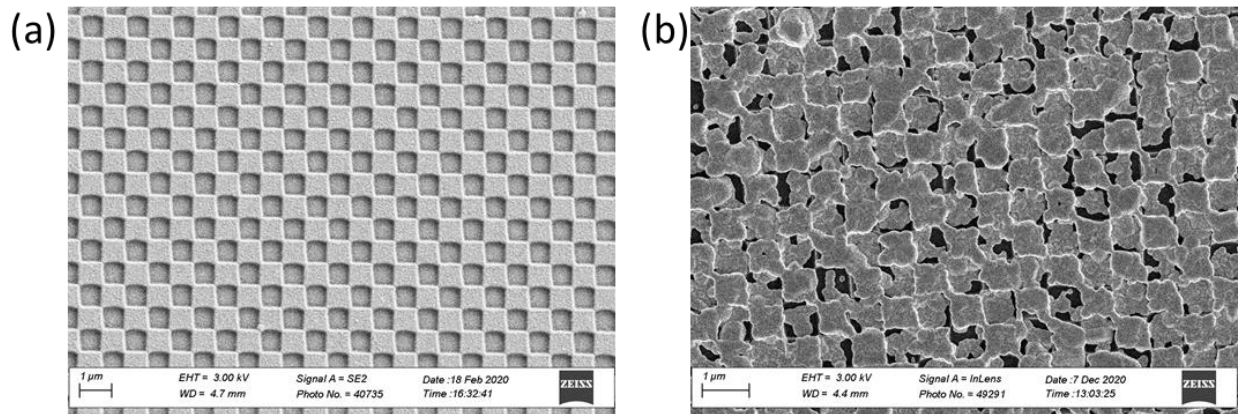 (a)
(b)
1 µm
EHT = 3.00 kV
Signal A = SE2
Date :18 Feb 2020
WD = 4.7 mm
Photo No. = 40735
Time :16:32:41
ZEISS
1 µm
EHT = 3.00 kV
Signal A = InLens
Date :7 Dec 2020
WD = 4.4 mm
Photo No. = 49291
Time :13:03:25
ZEISS